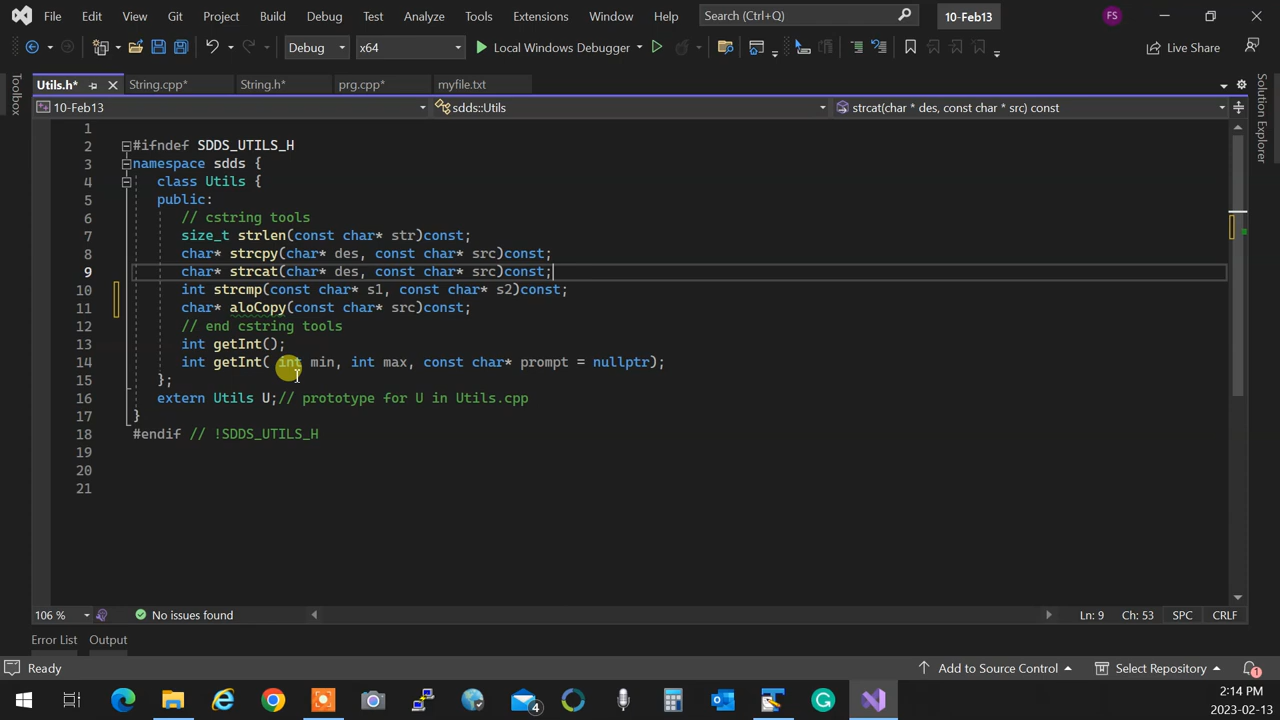 File Edit View Git Project Build Debug Test Analyze Tools Extensions Window Help Search (Ctrl+Q) 10-Feb13 FS
Debug x64 Local Windows Debugger Live Share
Utils.h* String.cpp* String.h* prg.cpp* myfile.txt
Toolbox
Solution Explorer
10-Feb13 sdds::Utils strcat(char * des, const char * src) const
1
2 #ifndef SDDS_UTILS_H
3 namespace sdds {
4 class Utils {
5 public:
6 // cstring tools
7 size_t strlen(const char* str)const;
8 char* strcpy(char* des, const char* src)const;
9 char* strcat(char* des, const char* src)const;
10 int strcmp(const char* s1, const char* s2)const;
11 char* aloCopy(const char* src)const;
12 // end cstring tools
13 int getInt();
14 int getInt( int min, int max, const char* prompt = nullptr);
15 };
16 extern Utils U;// prototype for U in Utils.cpp
17 }
18 #endif // !SDDS_UTILS_H
19
20
21
106 % No issues found Ln: 9 Ch: 53 SPC CRLF
Error List Output
Ready Add to Source Control Select Repository 1
4
2:14 PM
2023-02-13